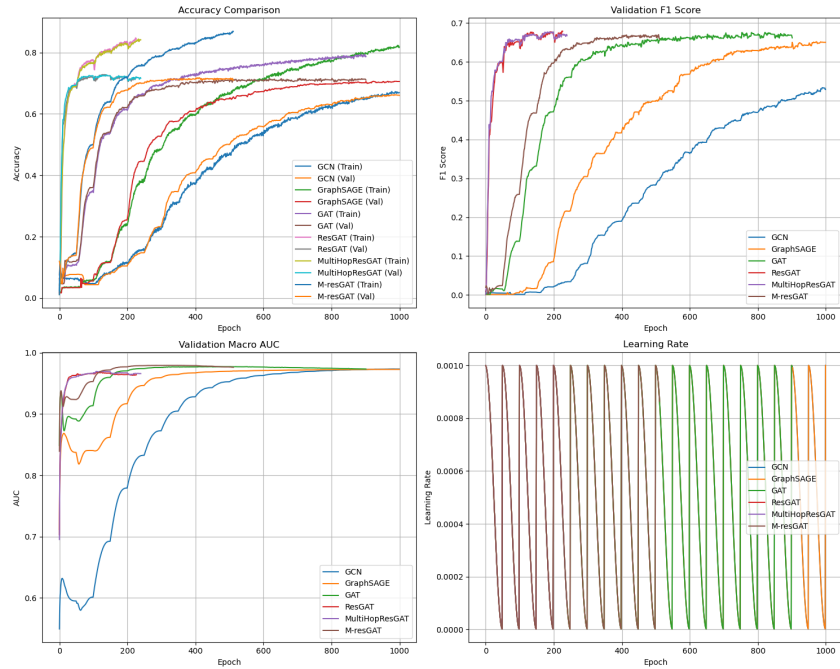 Accuracy Comparison
Accuracy
0.8
0.6
0.4
0.2
0.0
GCN (Train)
GCN (Val)
GraphSAGE (Train)
GraphSAGE (Val)
GAT (Train)
GAT (Val)
ResGAT (Train)
ResGAT (Val)
MultiHopResGAT (Train)
MultiHopResGAT (Val)
M-resGAT (Train)
M-resGAT (Val)
0 200 400 600 800 1000
Epoch
Validation F1 Score
F1 Score
0.7
0.6
0.5
0.4
0.3
0.2
0.1
0.0
GCN
GraphSAGE
GAT
ResGAT
MultiHopResGAT
M-resGAT
0 200 400 600 800 1000
Epoch
Validation Macro AUC
AUC
1.0
0.9
0.8
0.7
0.6
GCN
GraphSAGE
GAT
ResGAT
MultiHopResGAT
M-resGAT
0 200 400 600 800 1000
Epoch
Learning Rate
Learning Rate
0.0010
0.0008
0.0006
0.0004
0.0002
0.0000
GCN
GraphSAGE
GAT
ResGAT
MultiHopResGAT
M-resGAT
0 200 400 600 800 1000
Epoch